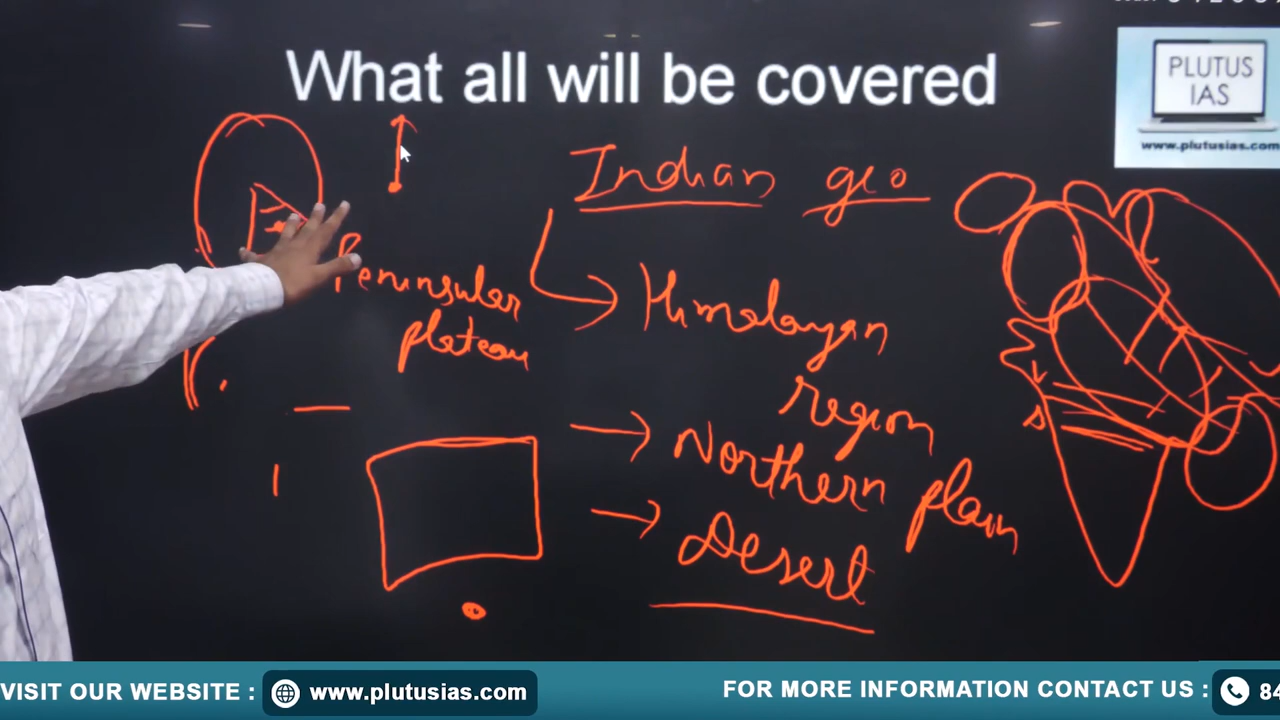 What all will be covered
PLUTUS
IAS
www.plutusias.com
Indian geo
Peninsular
plateau
Himalayan
region
Northern plain
Desert
VISIT OUR WEBSITE :
www.plutusias.com
FOR MORE INFORMATION CONTACT US :
84